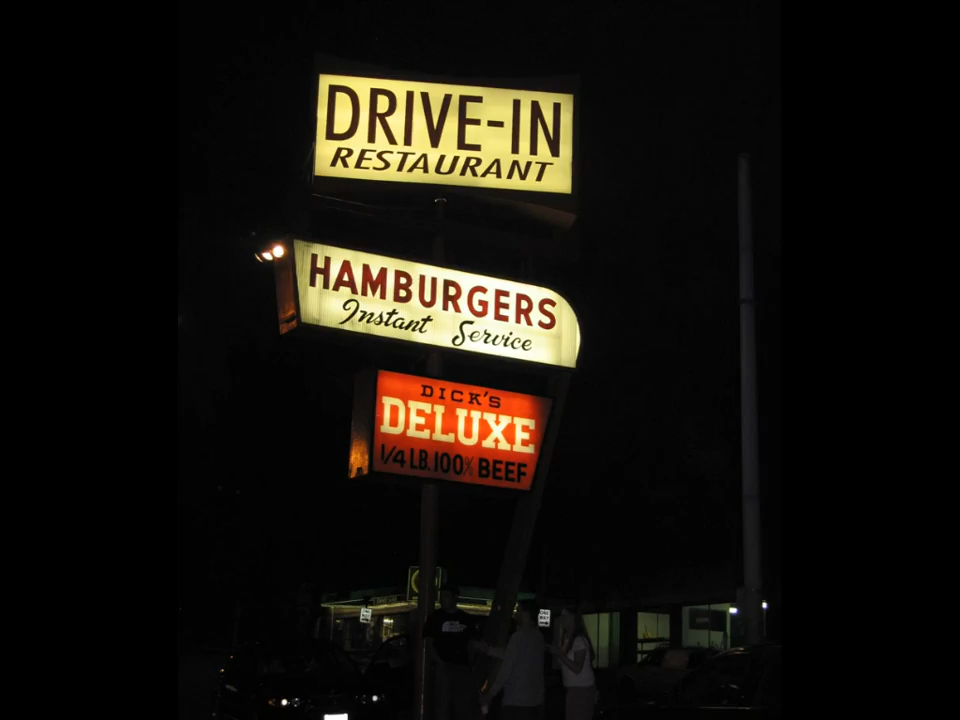 DRIVE-IN
RESTAURANT
HAMBURGERS
Instant Service
DICK'S
DELUXE
1/4 LB. 100% BEEF